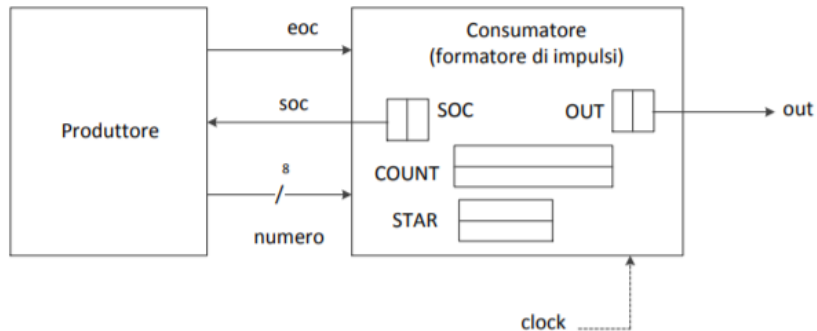 Produttore
eoc
soc
8
numero
Consumatore
(formatore di impulsi)
SOC
OUT
COUNT
STAR
out
clock